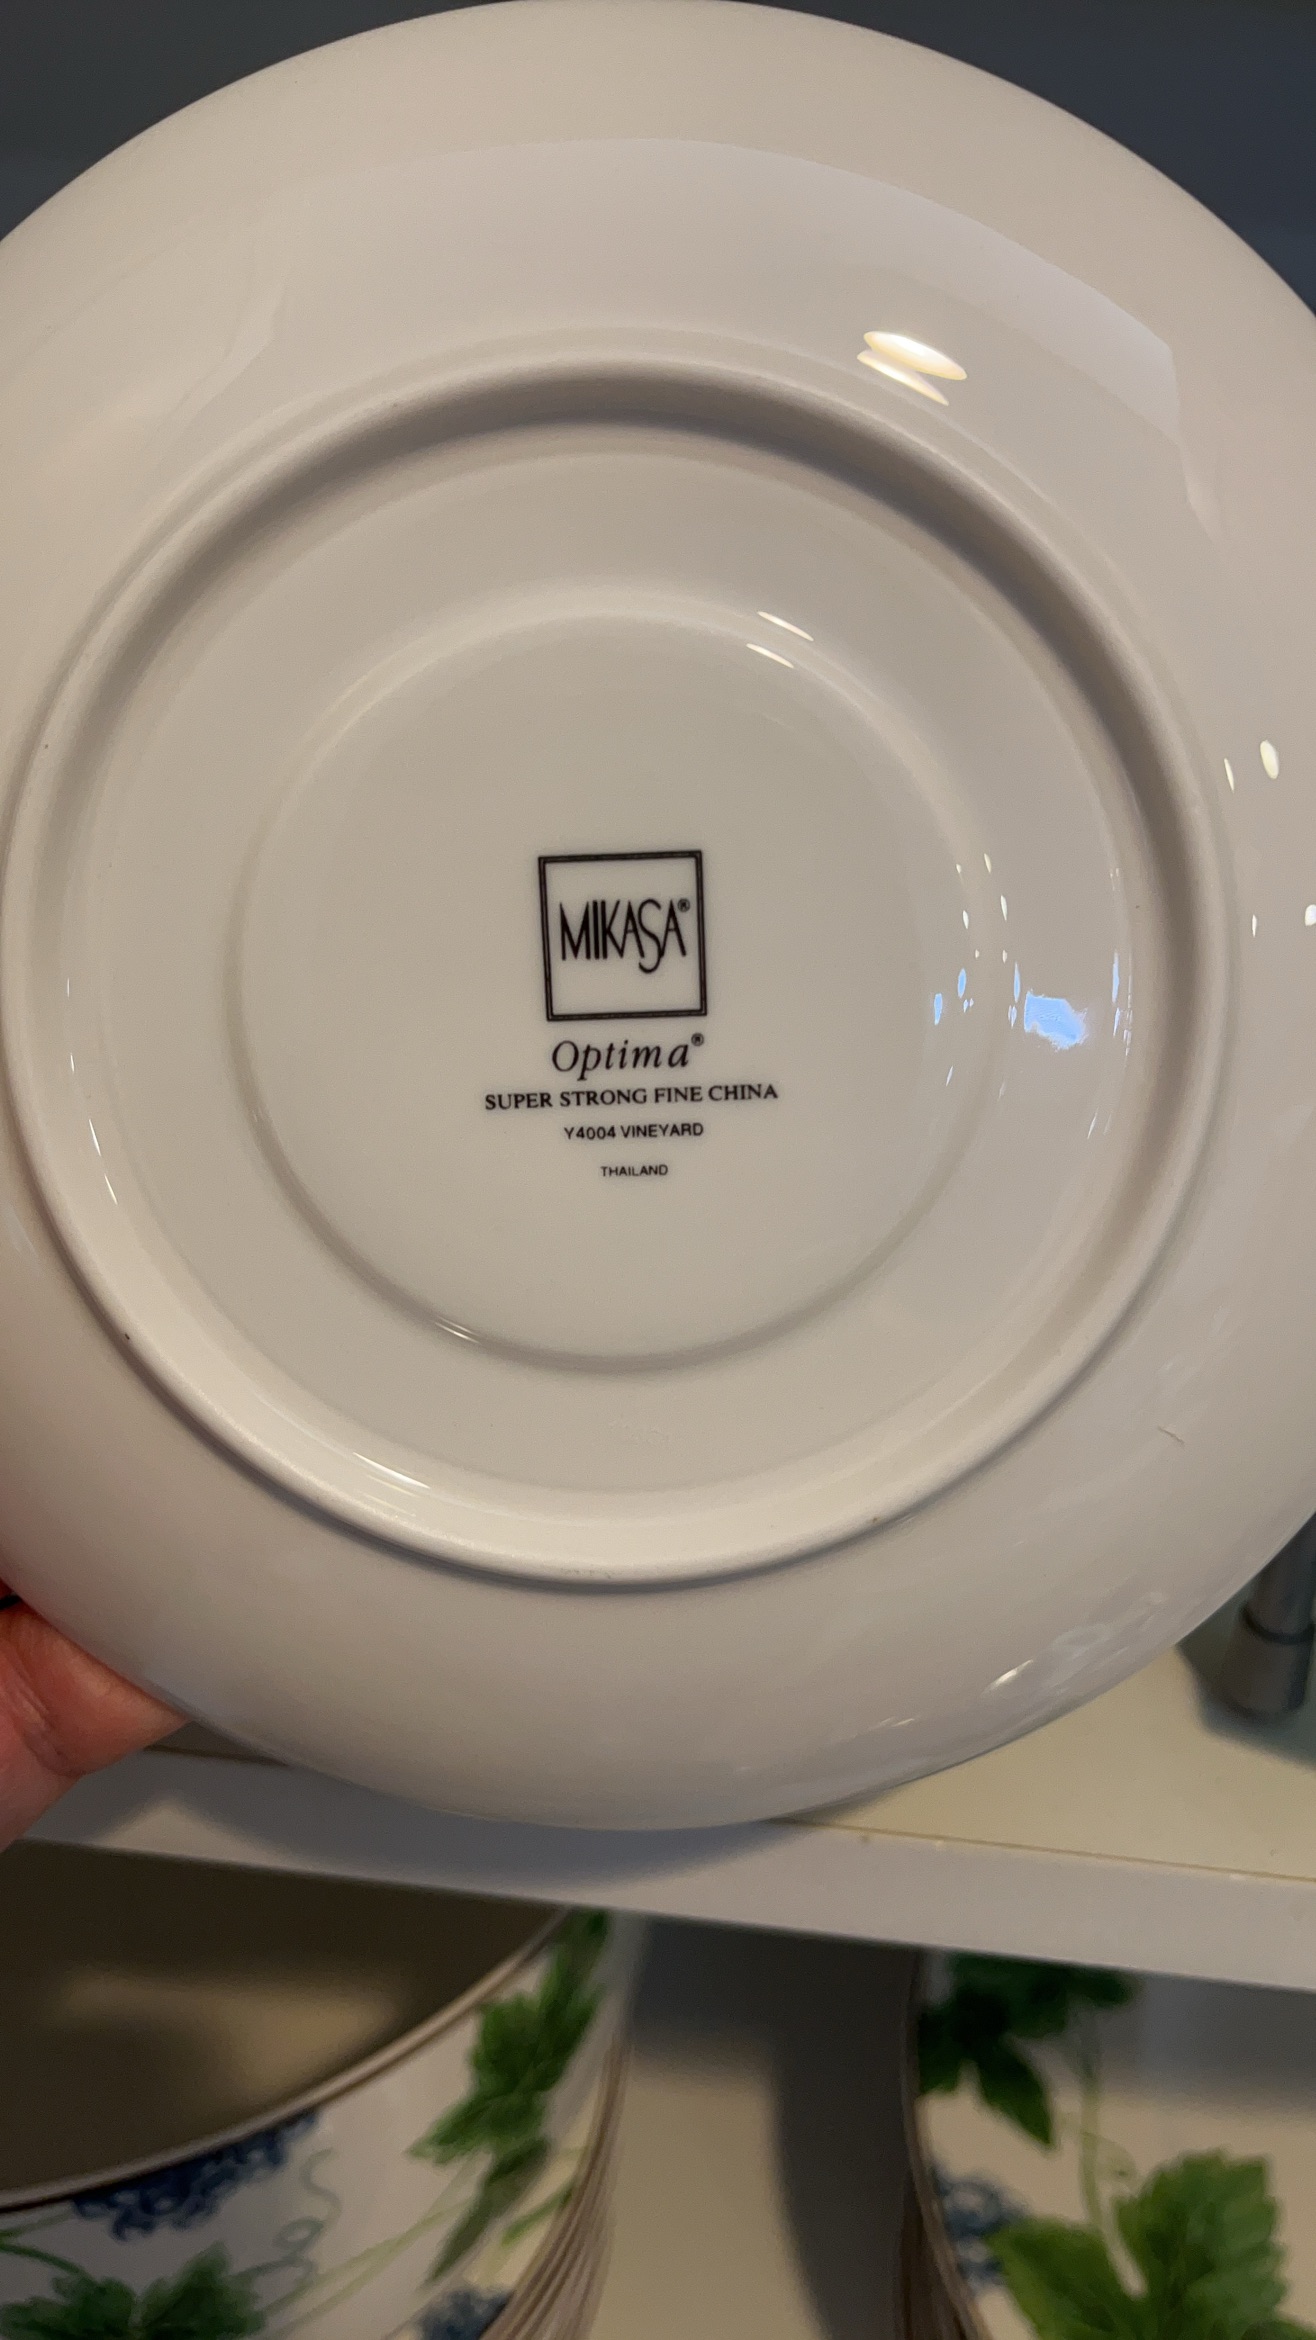 MIKASA®
Optima®
SUPER STRONG FINE CHINA
Y4004 VINEYARD
THAILAND